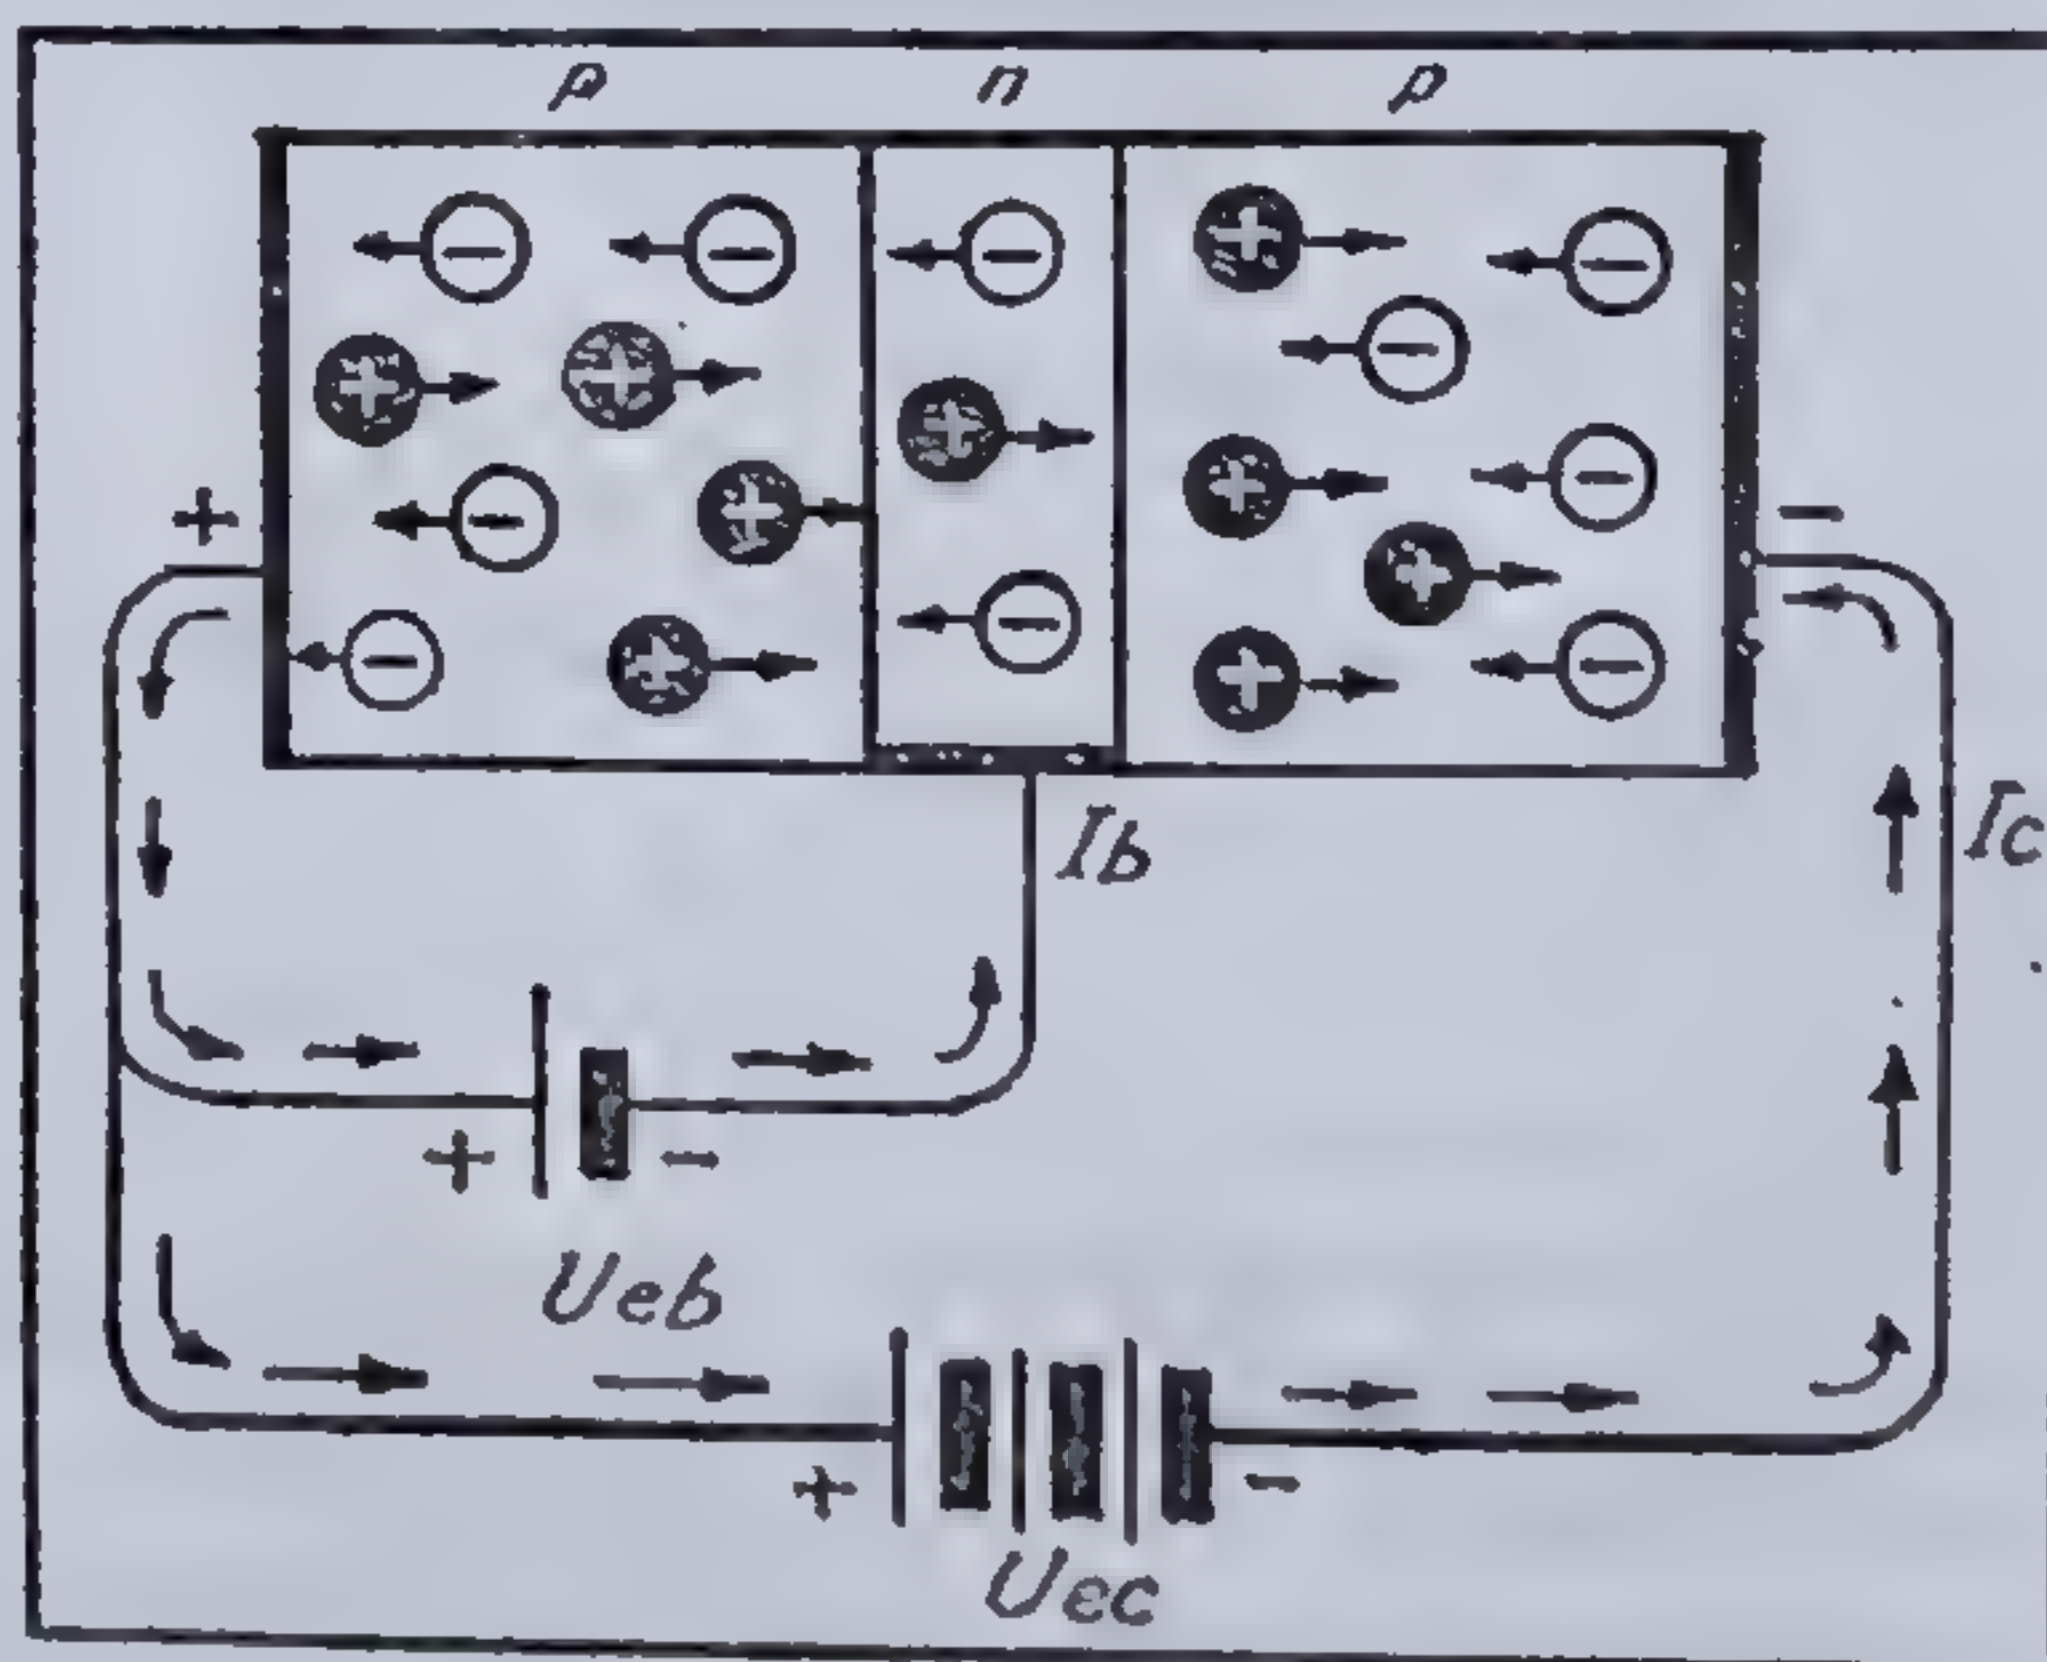 p n p
+ −
Ib
Ic
+ −
Ueb
+ −
Uec